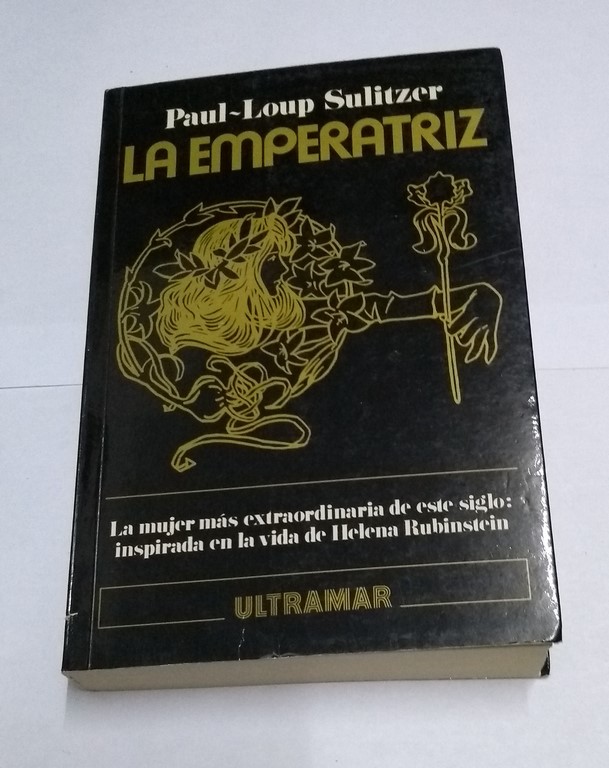 Paul~Loup Sulitzer
LA EMPERATRIZ
La mujer más extraordinaria de este siglo:
inspirada en la vida de Helena Rubinstein
ULTRAMAR